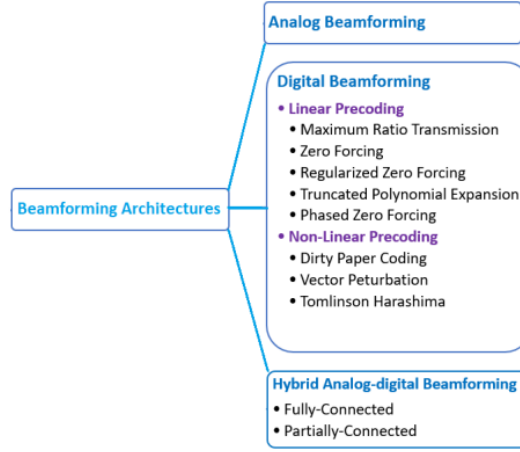 Analog Beamforming
Digital Beamforming
• Linear Precoding
• Maximum Ratio Transmission
• Zero Forcing
• Regularized Zero Forcing
• Truncated Polynomial Expansion
• Phased Zero Forcing
• Non-Linear Precoding
• Dirty Paper Coding
• Vector Peturbation
• Tomlinson Harashima
Beamforming Architectures
Hybrid Analog-digital Beamforming
• Fully-Connected
• Partially-Connected